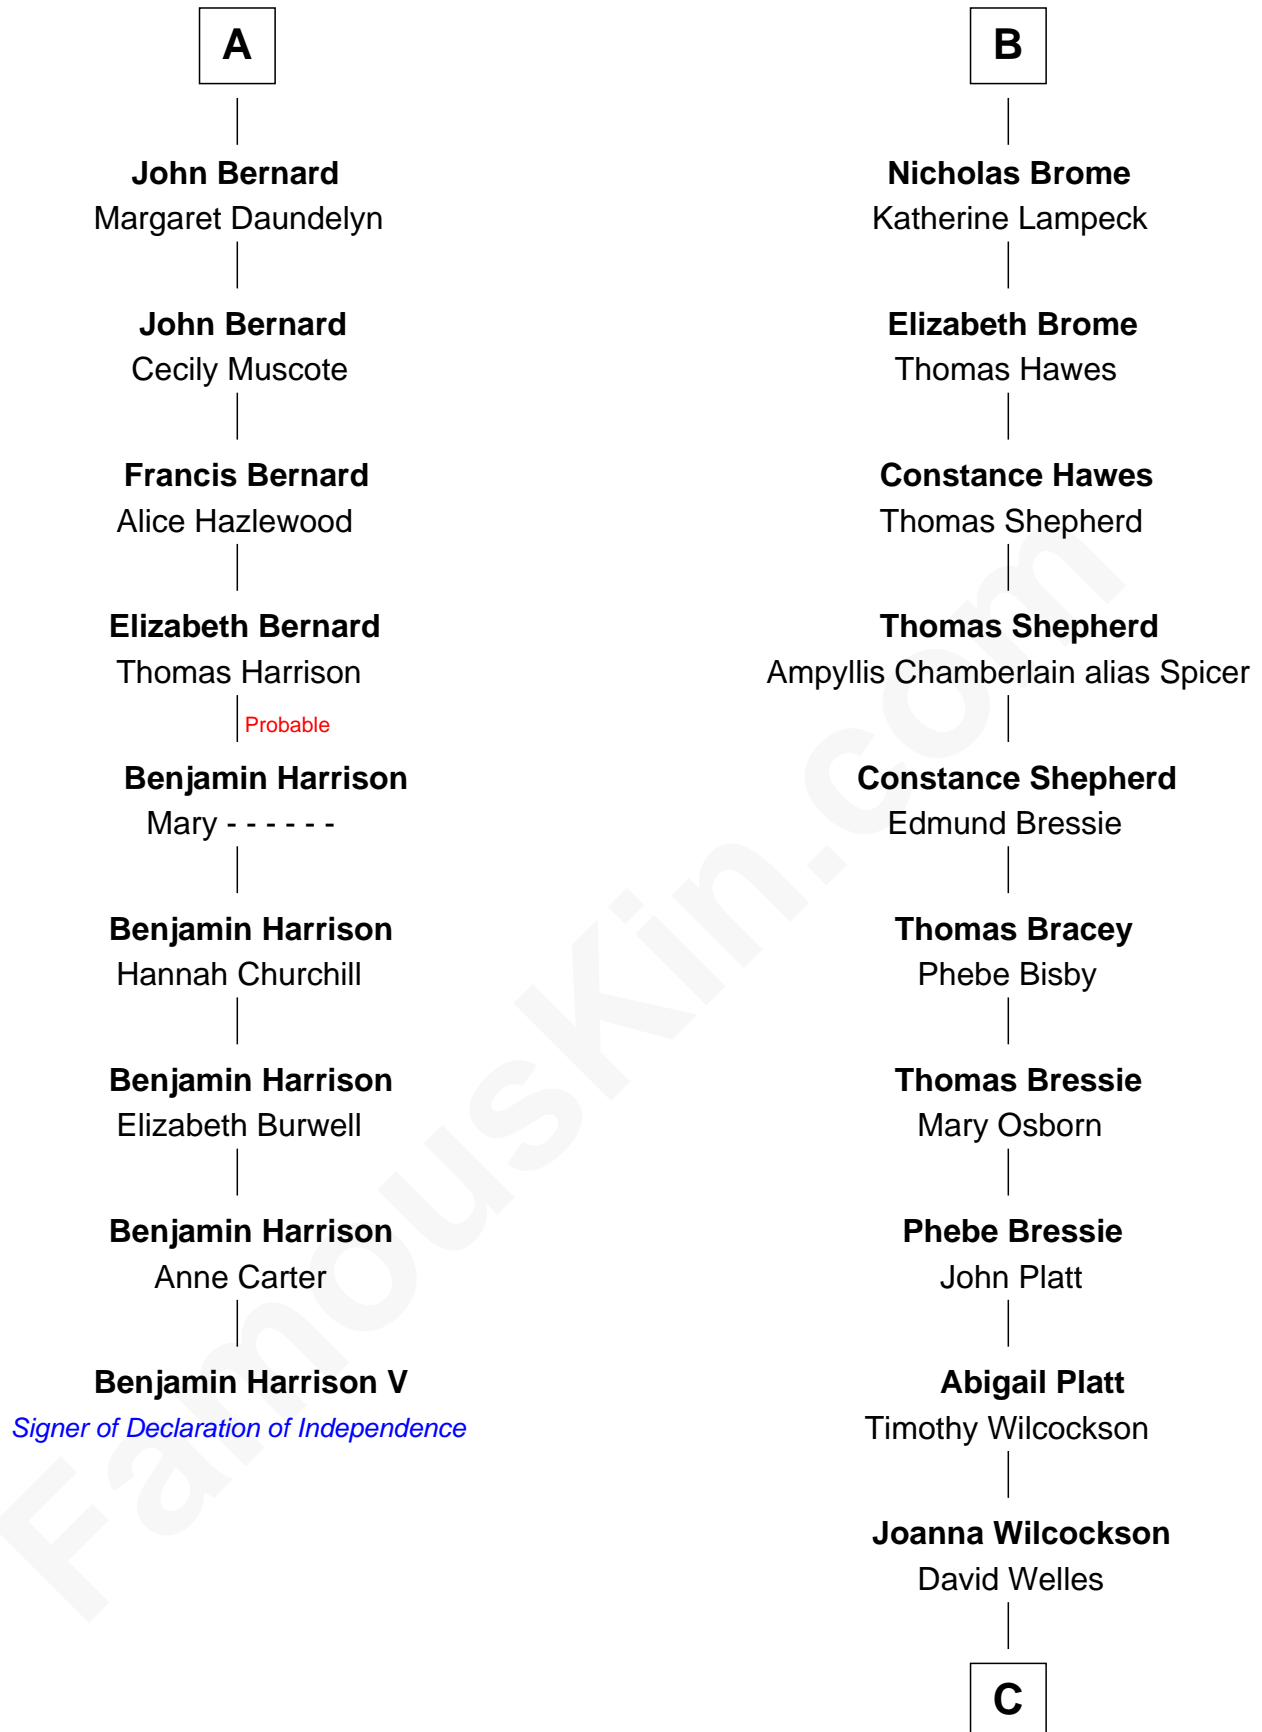 A
John Bernard
Margaret Daundelyn
John Bernard
Cecily Muscote
Francis Bernard
Alice Hazlewood
Elizabeth Bernard
Thomas Harrison
Probable
Benjamin Harrison
Mary - - - - - -
Benjamin Harrison
Hannah Churchill
Benjamin Harrison
Elizabeth Burwell
Benjamin Harrison
Anne Carter
Benjamin Harrison V
Signer of Declaration of Independence
B
Nicholas Brome
Katherine Lampeck
Elizabeth Brome
Thomas Hawes
Constance Hawes
Thomas Shepherd
Thomas Shepherd
Ampyllis Chamberlain alias Spicer
Constance Shepherd
Edmund Bressie
Thomas Bracey
Phebe Bisby
Thomas Bressie
Mary Osborn
Phebe Bressie
John Platt
Abigail Platt
Timothy Wilcockson
Joanna Wilcockson
David Welles
C
FamousKin.com